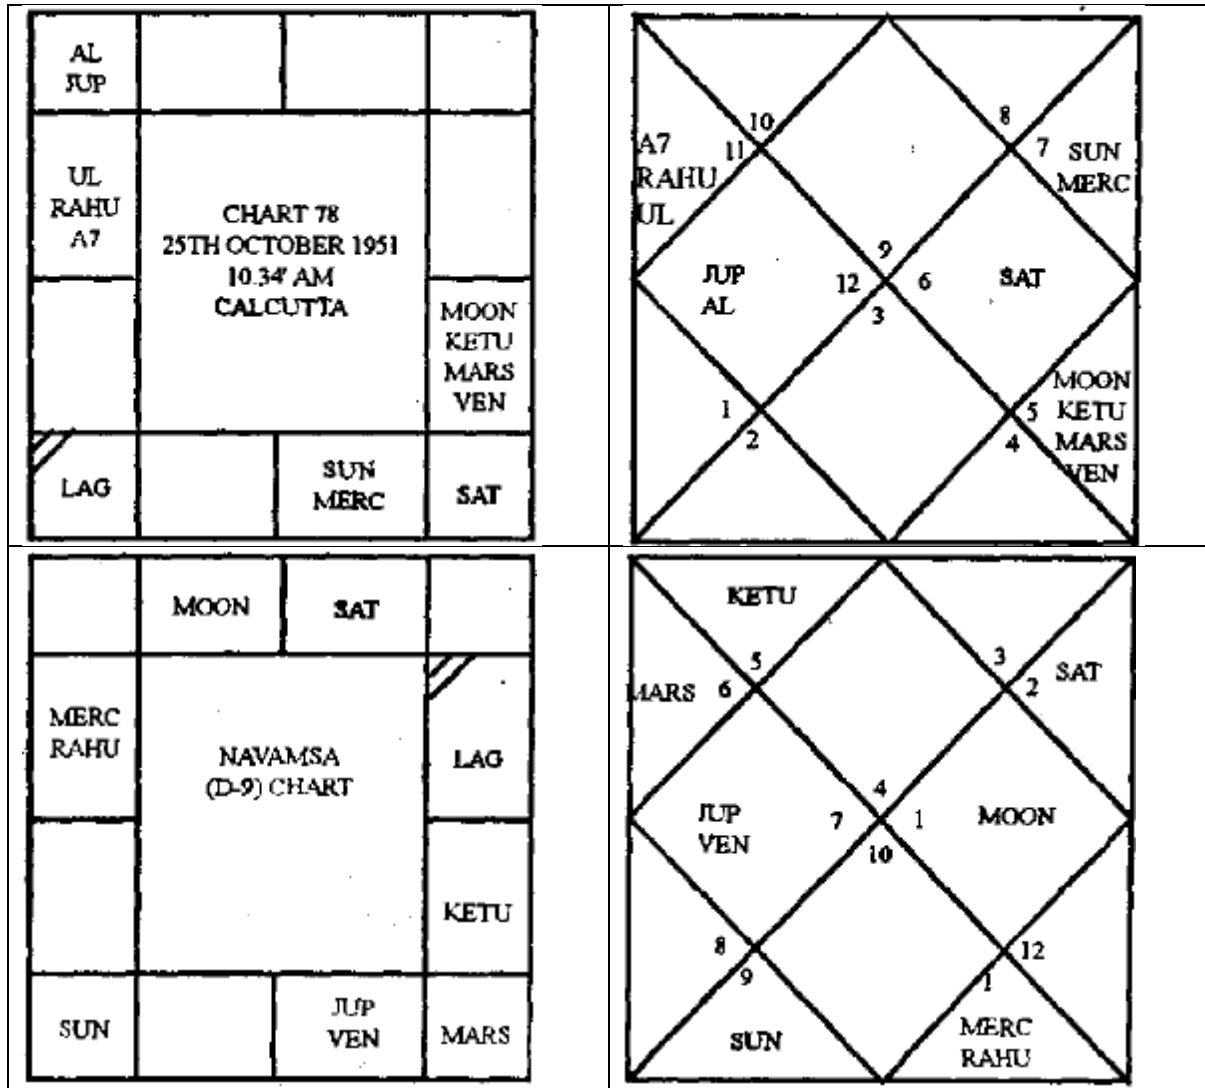 AL
JUP
UL
RAHU
A7
CHART 78
25TH OCTOBER 1951
10.34' AM
CALCUTTA
MOON
KETU
MARS
VEN
LAG
SUN
MERC
SAT
10
11
A7
RAHU
UL
8
7
SUN
MERC
9
12
6
3
JUP
AL
SAT
1
2
5
4
MOON
KETU
MARS
VEN
MOON
SAT
MERC
RAHU
NAVAMSA
(D-9) CHART
LAG
KETU
SUN
JUP
VEN
MARS
KETU
5
MARS 6
3
2
SAT
4
7
1
10
JUP
VEN
MOON
8
9
SUN
12
1
MERC
RAHU